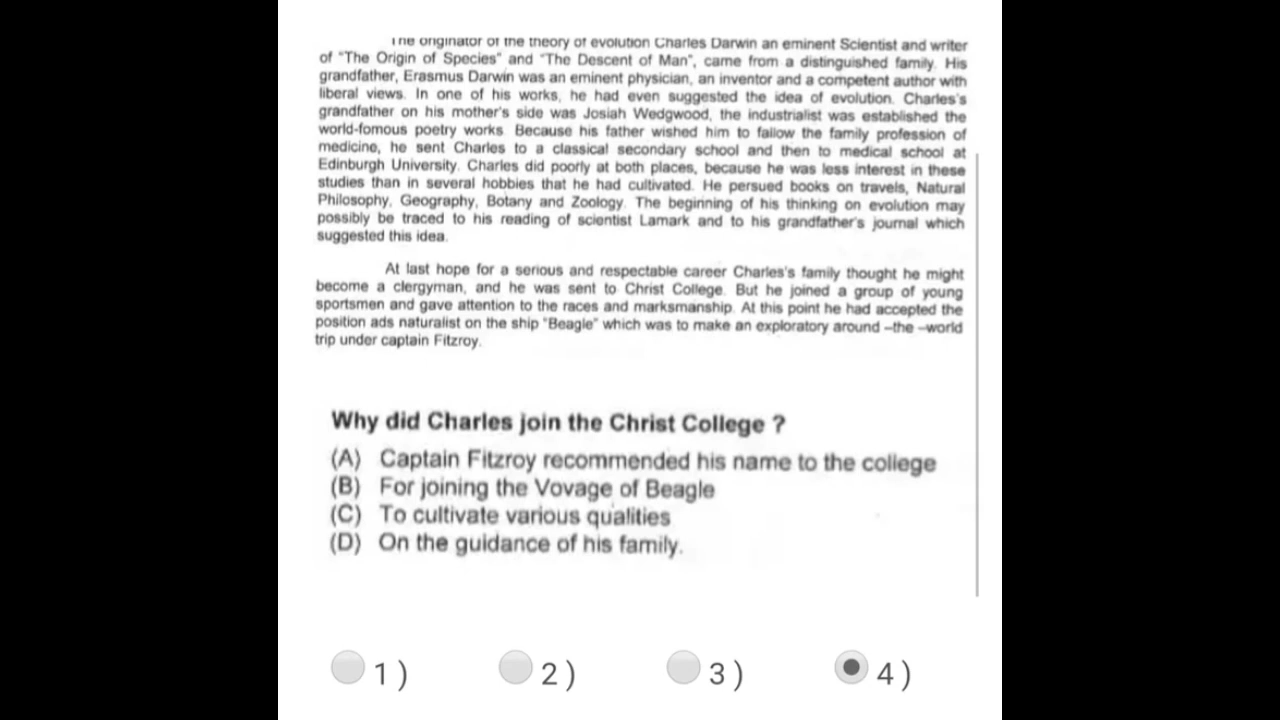 The originator of the theory of evolution Charles Darwin an eminent Scientist and writer
of "The Origin of Species" and "The Descent of Man", came from a distinguished family. His
grandfather, Erasmus Darwin was an eminent physician, an inventor and a competent author with
liberal views. In one of his works, he had even suggested the idea of evolution. Charles's
grandfather on his mother's side was Josiah Wedgwood, the industrialist was established the
world-fomous poetry works. Because his father wished him to fallow the family profession of
medicine, he sent Charles to a classical secondary school and then to medical school at
Edinburgh University. Charles did poorly at both places, because he was less interest in these
studies than in several hobbies that he had cultivated. He persued books on travels, Natural
Philosophy, Geography, Botany and Zoology. The beginning of his thinking on evolution may
possibly be traced to his reading of scientist Lamark and to his grandfather's journal which
suggested this idea.
At last hope for a serious and respectable career Charles's family thought he might
become a clergyman, and he was sent to Christ College. But he joined a group of young
sportsmen and gave attention to the races and marksmanship. At this point he had accepted the
position ads naturalist on the ship "Beagle" which was to make an exploratory around –the –world
trip under captain Fitzroy.
Why did Charles join the Christ College ?
(A) Captain Fitzroy recommended his name to the college
(B) For joining the Vovage of Beagle
(C) To cultivate various qualities
(D) On the guidance of his family.
1) 2) 3) 4)